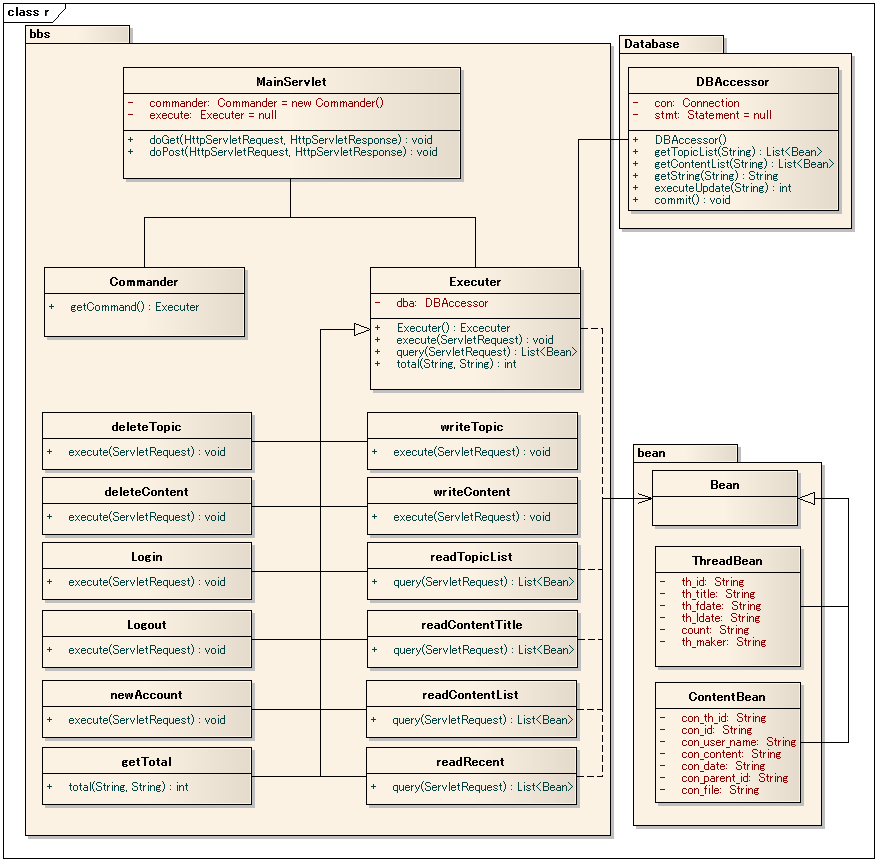 class r
bbs
MainServlet
- commander: Commander = new Commander()
- execute: Executer = null
+ doGet(HttpServletRequest, HttpServletResponse) : void
+ doPost(HttpServletRequest, HttpServletResponse) : void
Database
DBAccessor
- con: Connection
- stmt: Statement = null
+ DBAccessor()
+ getTopicList(String) : List<Bean>
+ getContentList(String) : List<Bean>
+ getString(String) : String
+ executeUpdate(String) : int
+ commit() : void
Commander
+ getCommand() : Executer
Executer
- dba: DBAccessor
+ Executer() : Excecuter
+ execute(ServletRequest) : void
+ query(ServletRequest) : List<Bean>
+ total(String, String) : int
deleteTopic
+ execute(ServletRequest) : void
writeTopic
+ execute(ServletRequest) : void
deleteContent
+ execute(ServletRequest) : void
writeContent
+ execute(ServletRequest) : void
Login
+ execute(ServletRequest) : void
readTopicList
+ query(ServletRequest) : List<Bean>
Logout
+ execute(ServletRequest) : void
readContentTitle
+ query(ServletRequest) : List<Bean>
newAccount
+ execute(ServletRequest) : void
readContentList
+ query(ServletRequest) : List<Bean>
getTotal
+ total(String, String) : int
readRecent
+ query(ServletRequest) : List<Bean>
bean
Bean
ThreadBean
- th_id: String
- th_title: String
- th_fdate: String
- th_ldate: String
- count: String
- th_maker: String
ContentBean
- con_th_id: String
- con_id: String
- con_user_name: String
- con_content: String
- con_date: String
- con_parent_id: String
- con_file: String